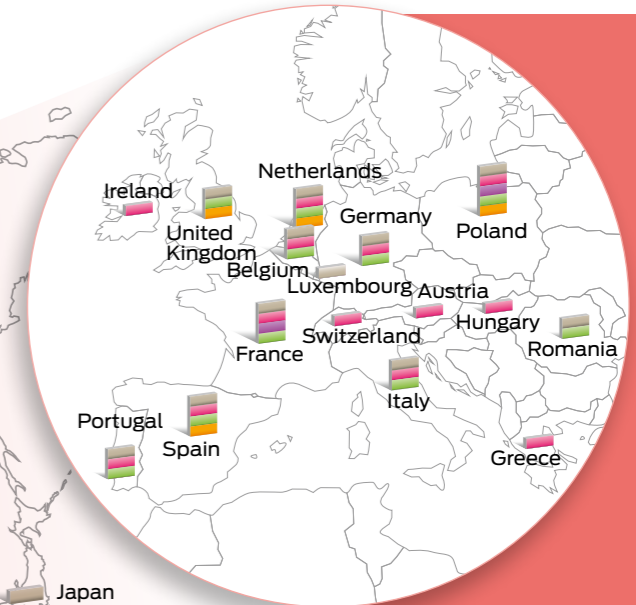 Netherlands
Ireland
Germany
United
Kingdom
Poland
Belgium
Luxembourg
Austria
Hungary
Switzerland
France
Romania
Italy
Portugal
Spain
Greece
Japan